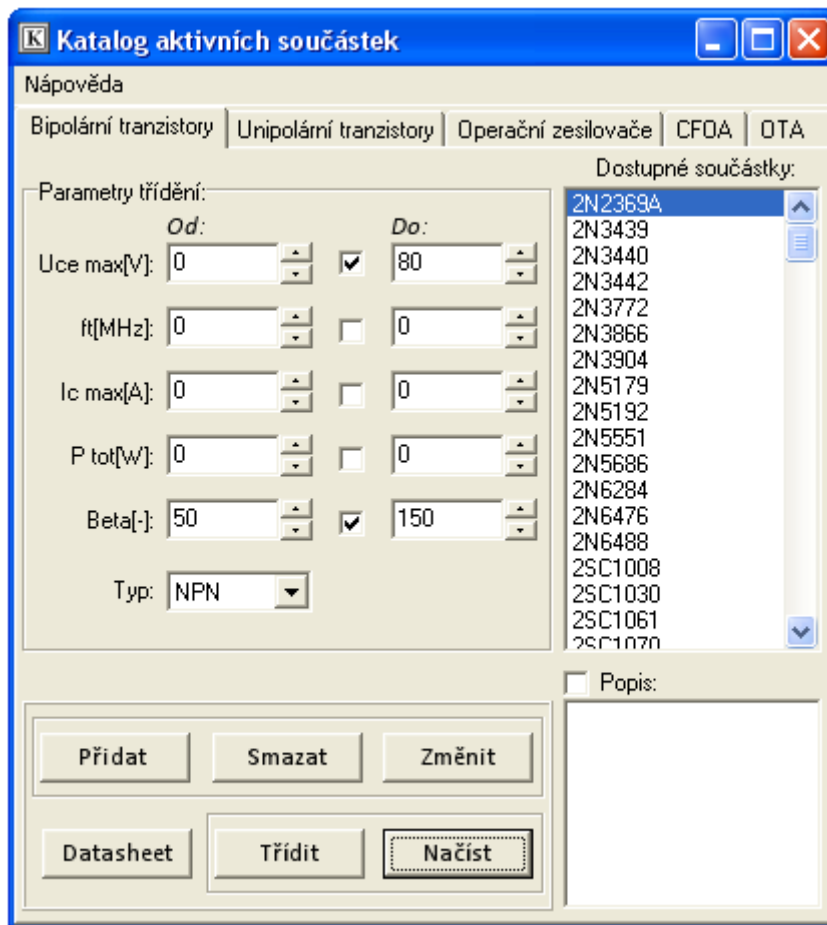 K Katalog aktivních součástek
Nápověda
Bipolární tranzistory Unipolární tranzistory Operační zesilovače CFOA OTA
Dostupné součástky:
Parametry třídění:
Od: Do:
Uce max[V]: 0 80
ft[MHz]: 0 0
Ic max[A]: 0 0
P tot[W]: 0 0
Beta[-]: 50 150
Typ: NPN
2N2369A
2N3439
2N3440
2N3442
2N3772
2N3866
2N3904
2N5179
2N5192
2N5551
2N5686
2N6284
2N6476
2N6488
2SC1008
2SC1030
2SC1061
2SC1070
Popis:
Přidat Smazat Změnit
Datasheet Třídit Načíst